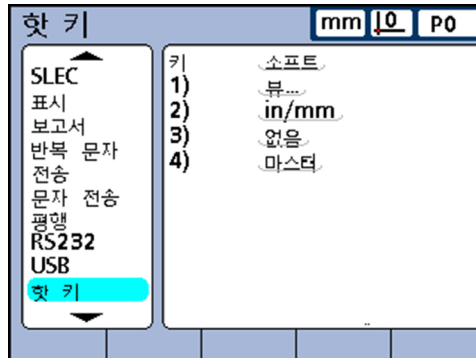 핫 키
mm 0 P0
SLEC
표시
보고서
반복 문자
전송
문자 전송
평행
RS232
USB
핫 키
키 소프트
1) 뷰...
2) in/mm
3) 없음
4) 마스터